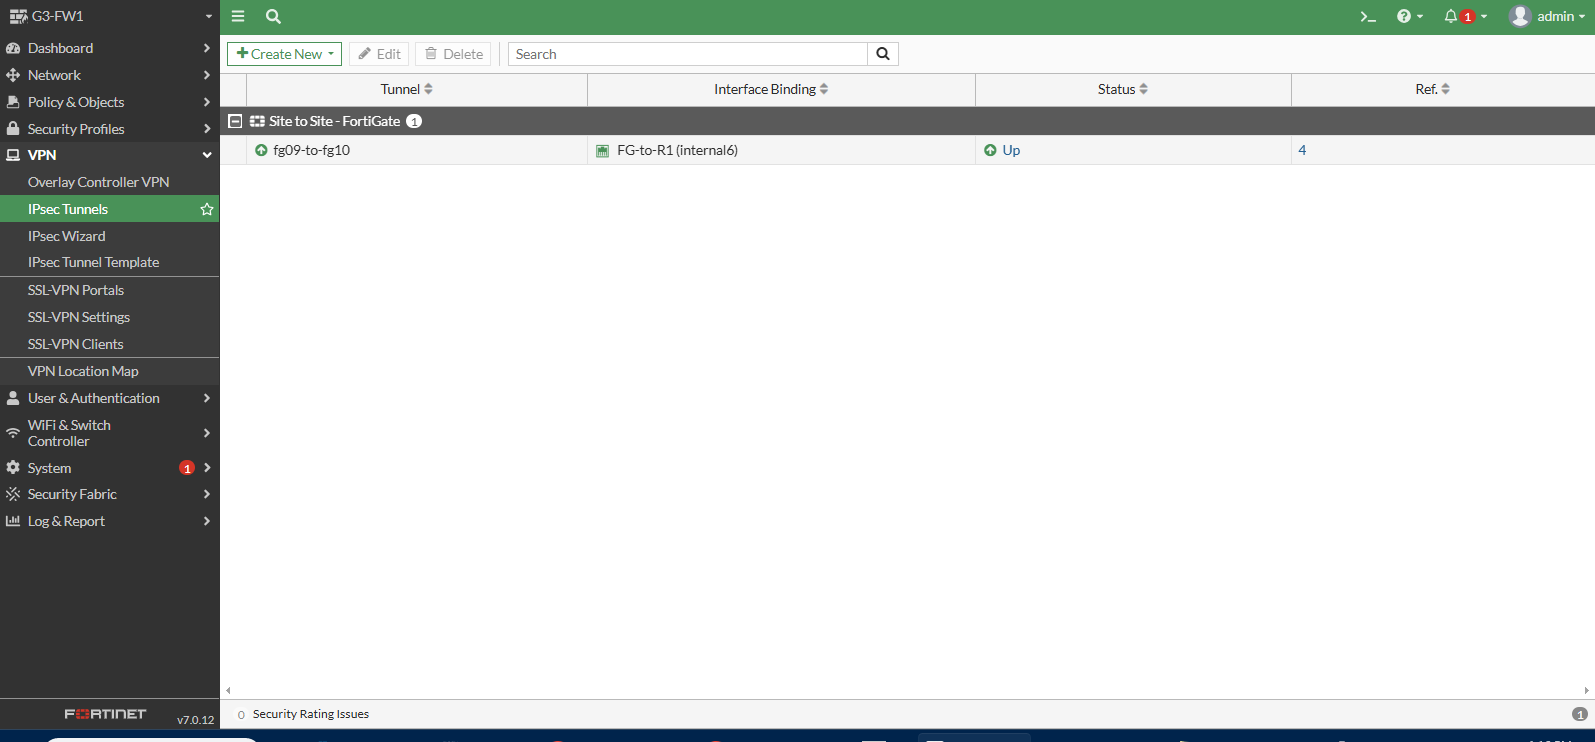 G3-FW1
1
admin
Dashboard
Network
Policy & Objects
Security Profiles
VPN
Overlay Controller VPN
IPsec Tunnels
IPsec Wizard
IPsec Tunnel Template
SSL-VPN Portals
SSL-VPN Settings
SSL-VPN Clients
VPN Location Map
User & Authentication
WiFi & Switch
Controller
System 1
Security Fabric
Log & Report
FORTINET v7.0.12
Create New Edit Delete Search
Tunnel Interface Binding Status Ref.
Site to Site - FortiGate 1
fg09-to-fg10 FG-to-R1 (internal6) Up 4
0 Security Rating Issues 1